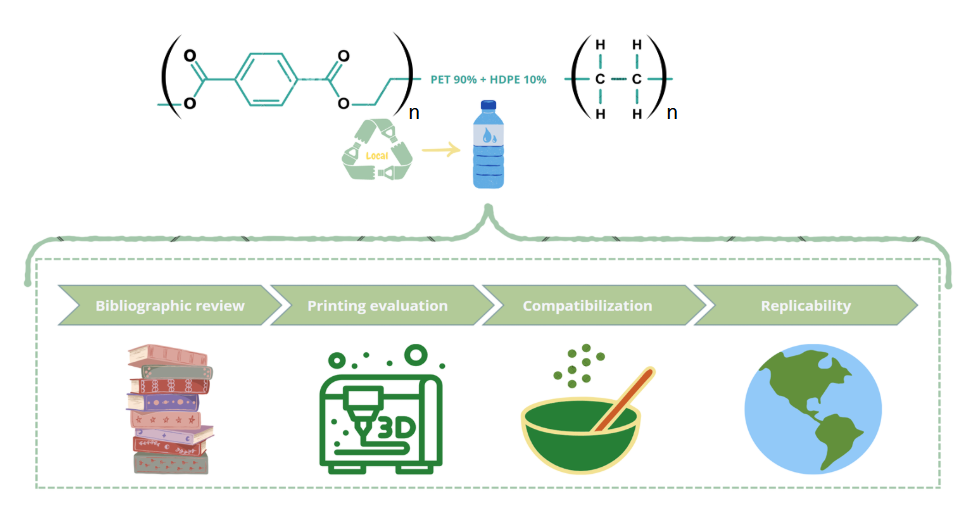 O
O
O
O
n
PET 90% + HDPE 10%
H H
C C
H H
n
Local
Bibliographic review
Printing evaluation
Compatibilization
Replicability
3D